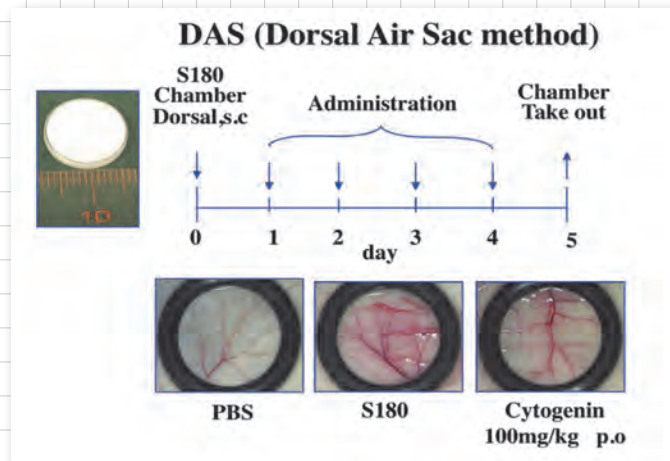 DAS (Dorsal Air Sac method)
S180
Chamber
Dorsal,s.c
Administration
Chamber
Take out
10
0 1 2 3 4 5
day
PBS
S180
Cytogenin
100mg/kg p.o